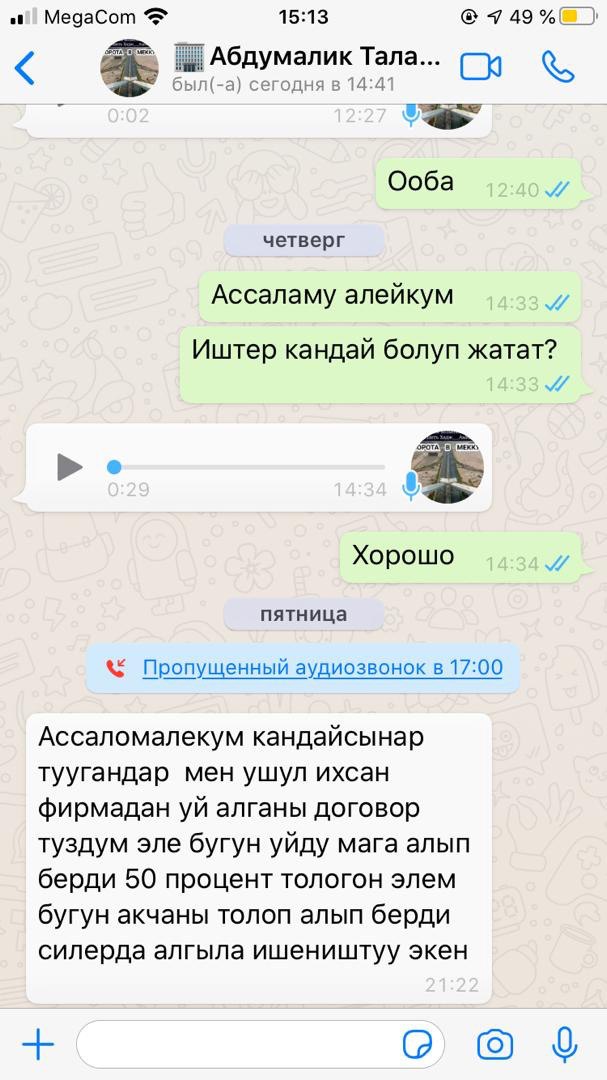 MegaCom 15:13 49 %
Абдумалик Тала...
был(-а) сегодня в 14:41
0:02 12:27
Ооба 12:40
четверг
Ассаламу алейкум 14:33
Иштер кандай болуп жатат?
14:33
ОРОТА В МЕКК
0:29 14:34
Хорошо 14:34
пятница
Пропущенный аудиозвонок в 17:00
Ассаломалекум кандайсынар
туугандар мен ушул ихсан
фирмадан уй алганы договор
туздум эле бугун уйду мага алып
берди 50 процент тологон элем
бугун акчаны толоп алып берди
силерда алгыла ишеништуу экен
21:22